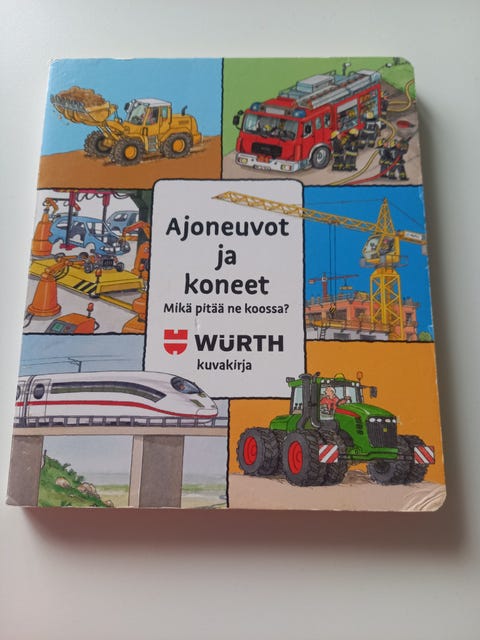 Ajoneuvot
ja
koneet
Mikä pitää ne koossa?
WÜRTH
kuvakirja